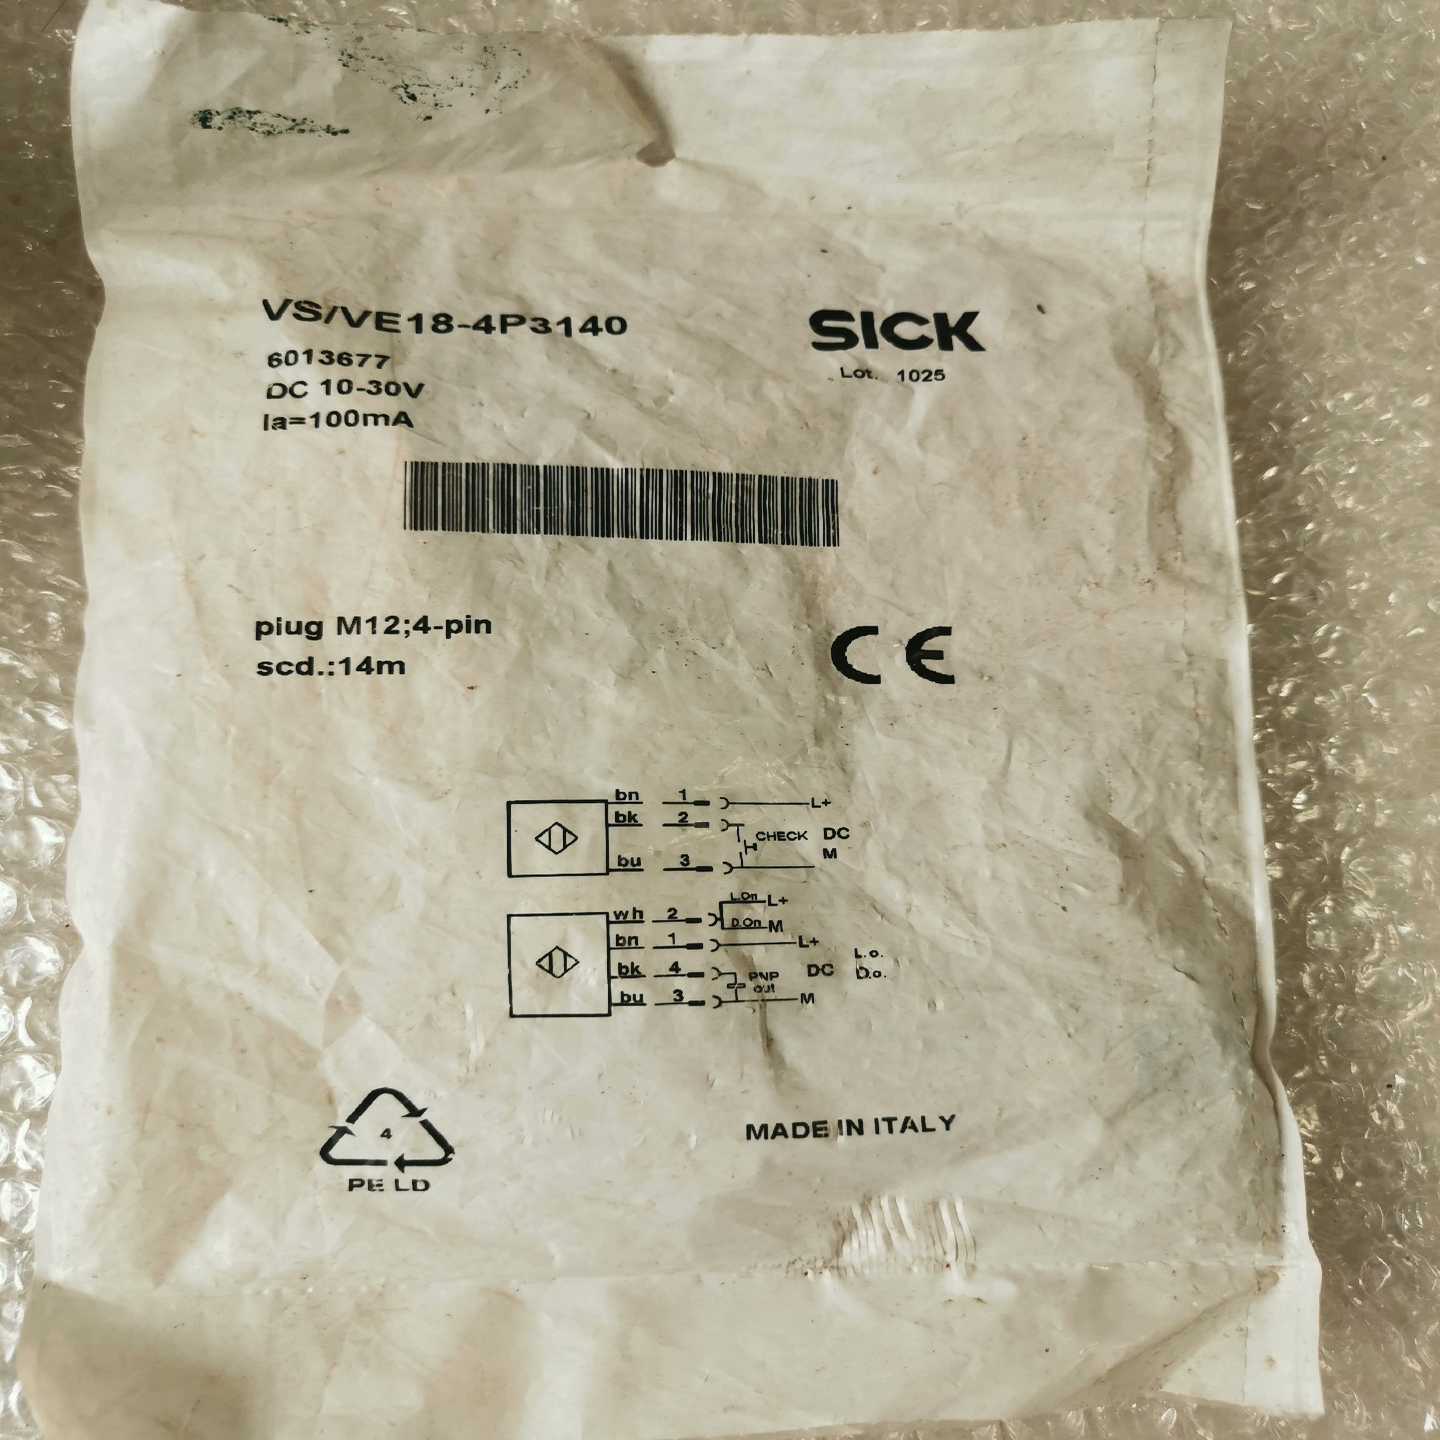 VS/VE18-4P3140
6013677
DC 10-30V
Ia=100mA
SICK
Lot. 1025
plug M12;4-pin
scd.:14m
CE
bn 1 L+
bk 2 CHECK DC
M
bu 3
L.On L+
wh 2
D.On M
bn 1 L+
L.o.
bk 4 PNP DC D.o.
out
bu 3 M
4
PE LD
MADE IN ITALY